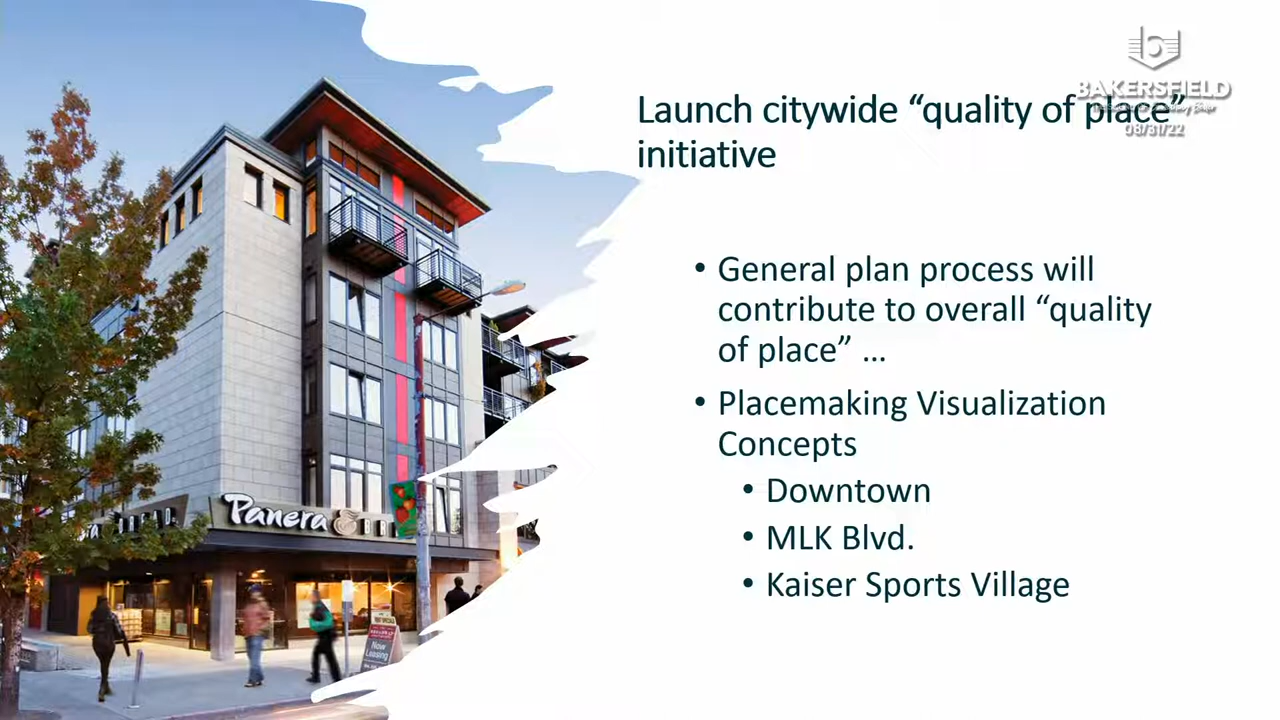 BAKERSFIELD
08/31/22
Launch citywide “quality of place”
initiative
• General plan process will
contribute to overall “quality
of place” ...
• Placemaking Visualization
Concepts
• Downtown
• MLK Blvd.
• Kaiser Sports Village
Panera
Now
Leasing